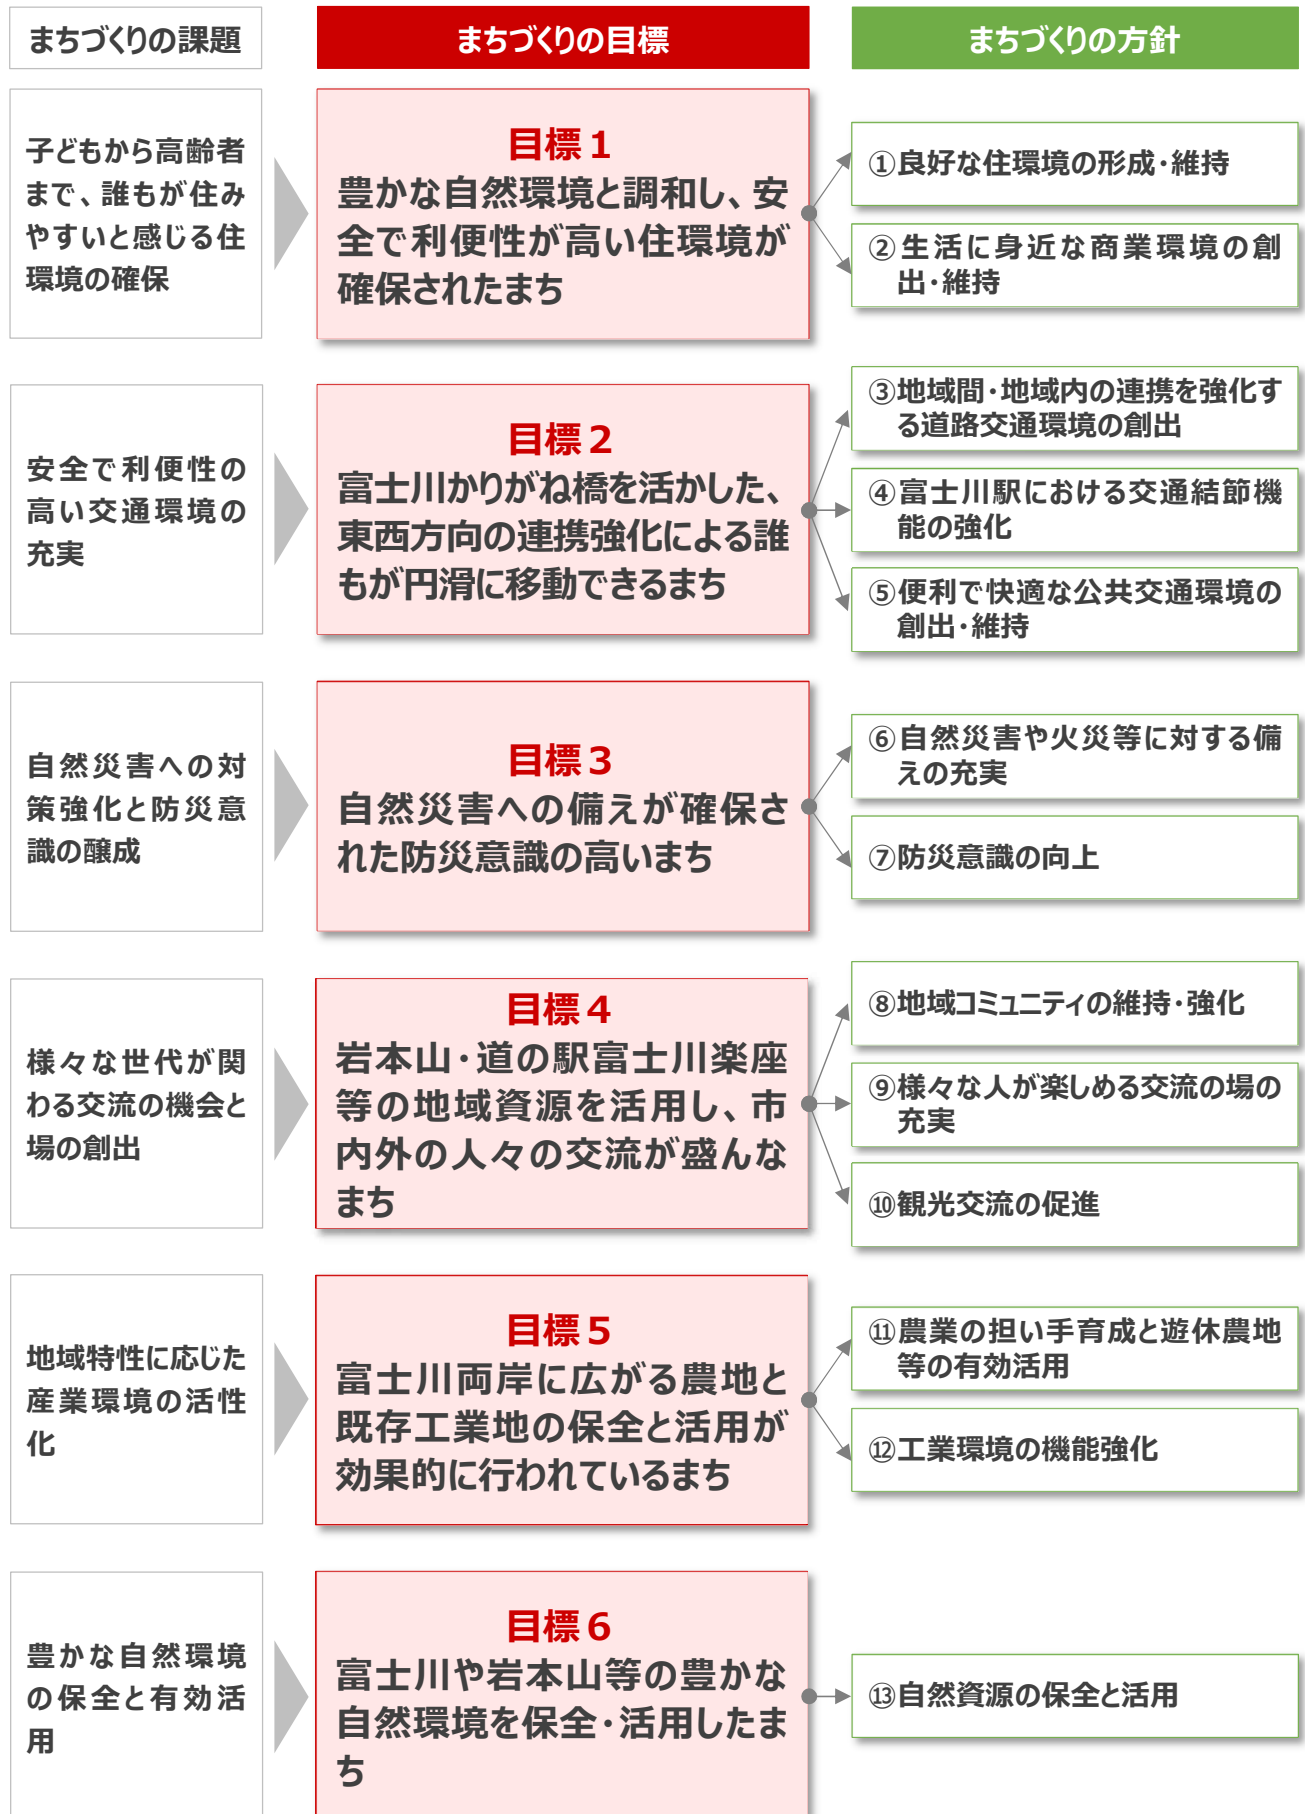 まちづくりの課題
まちづくりの目標
まちづくりの方針
子どもから高齢者
まで、誰もが住み
やすいと感じる住
環境の確保
目標１
豊かな自然環境と調和し、安
全で利便性が高い住環境が
確保されたまち
①良好な住環境の形成・維持
②生活に身近な商業環境の創
出・維持
安全で利便性の
高い交通環境の
充実
目標２
富士川かりがね橋を活かした、
東西方向の連携強化による誰
もが円滑に移動できるまち
③地域間・地域内の連携を強化す
る道路交通環境の創出
④富士川駅における交通結節機
能の強化
⑤便利で快適な公共交通環境の
創出・維持
自然災害への対
策強化と防災意
識の醸成
目標３
自然災害への備えが確保さ
れた防災意識の高いまち
⑥自然災害や火災等に対する備
えの充実
⑦防災意識の向上
様々な世代が関
わる交流の機会と
場の創出
目標４
岩本山・道の駅富士川楽座
等の地域資源を活用し、市
内外の人々の交流が盛んな
まち
⑧地域コミュニティの維持・強化
⑨様々な人が楽しめる交流の場の
充実
⑩観光交流の促進
地域特性に応じた
産業環境の活性
化
目標５
富士川両岸に広がる農地と
既存工業地の保全と活用が
効果的に行われているまち
⑪農業の担い手育成と遊休農地
等の有効活用
⑫工業環境の機能強化
豊かな自然環境
の保全と有効活
用
目標６
富士川や岩本山等の豊かな
自然環境を保全・活用したま
ち
⑬自然資源の保全と活用